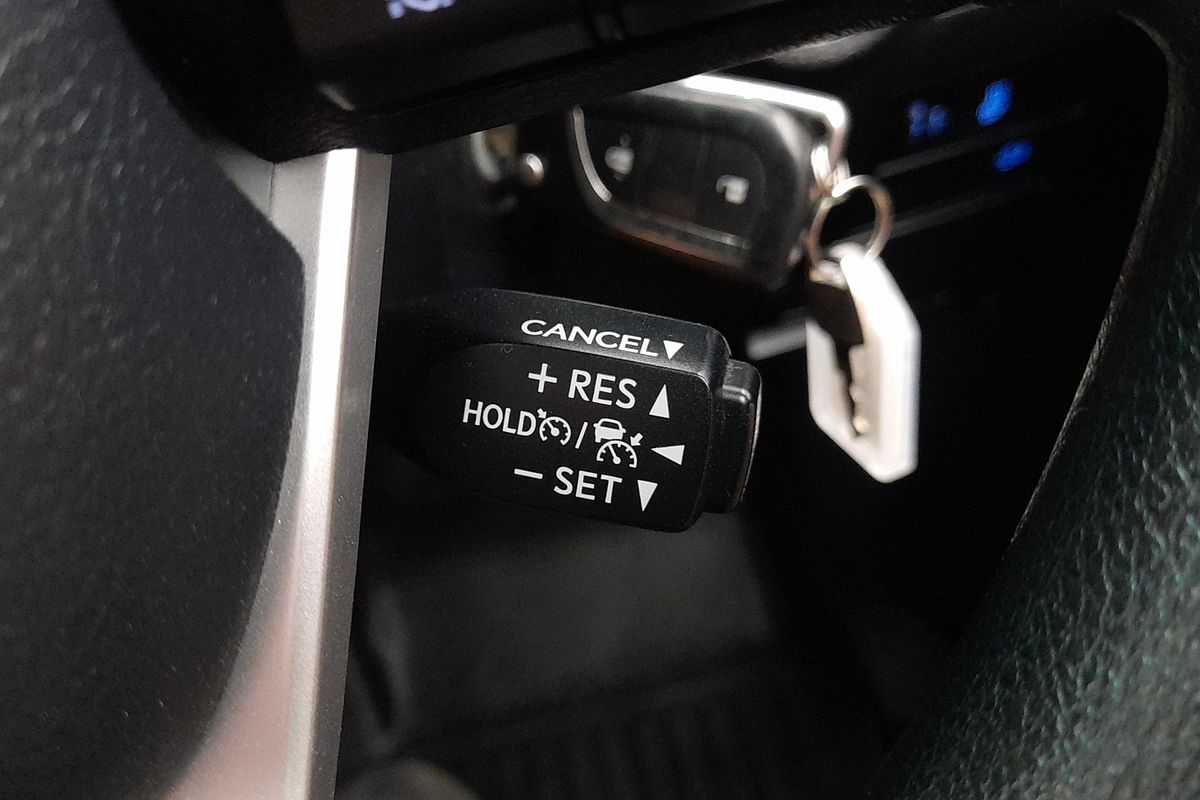 CANCEL▼
+ RES ▲
HOLD / ◀
− SET ▼